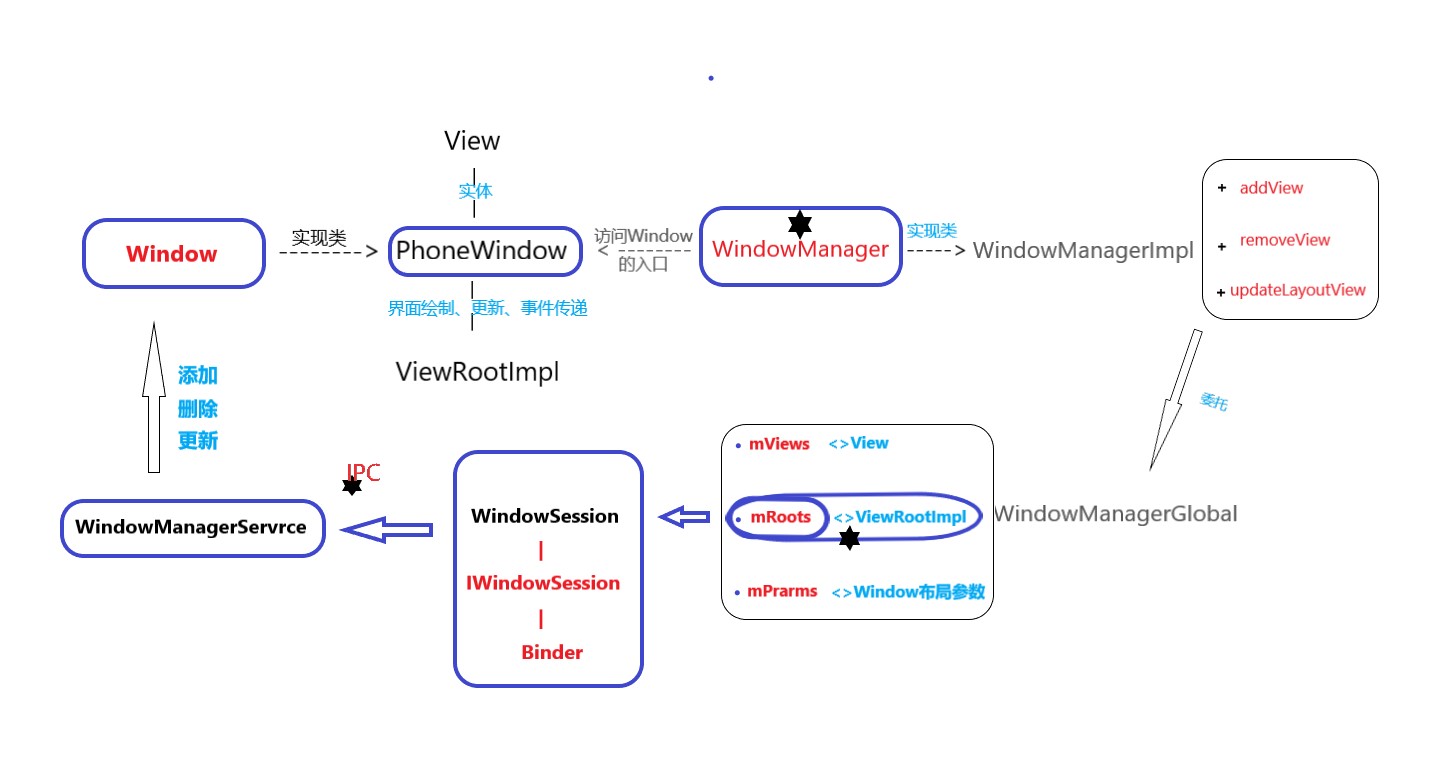 View
实体
Window
实现类
PhoneWindow
访问Window
的入口
WindowManager
实现类
WindowManagerImpl
+ addView
+ removeView
+ updateLayoutView
界面绘制、更新、事件传递
ViewRootImpl
添加
删除
更新
委托
mViews <>View
mRoots <>ViewRootImpl
mPrarms <>Window布局参数
WindowManagerGlobal
WindowSession
IWindowSession
Binder
IPC
WindowManagerServrce